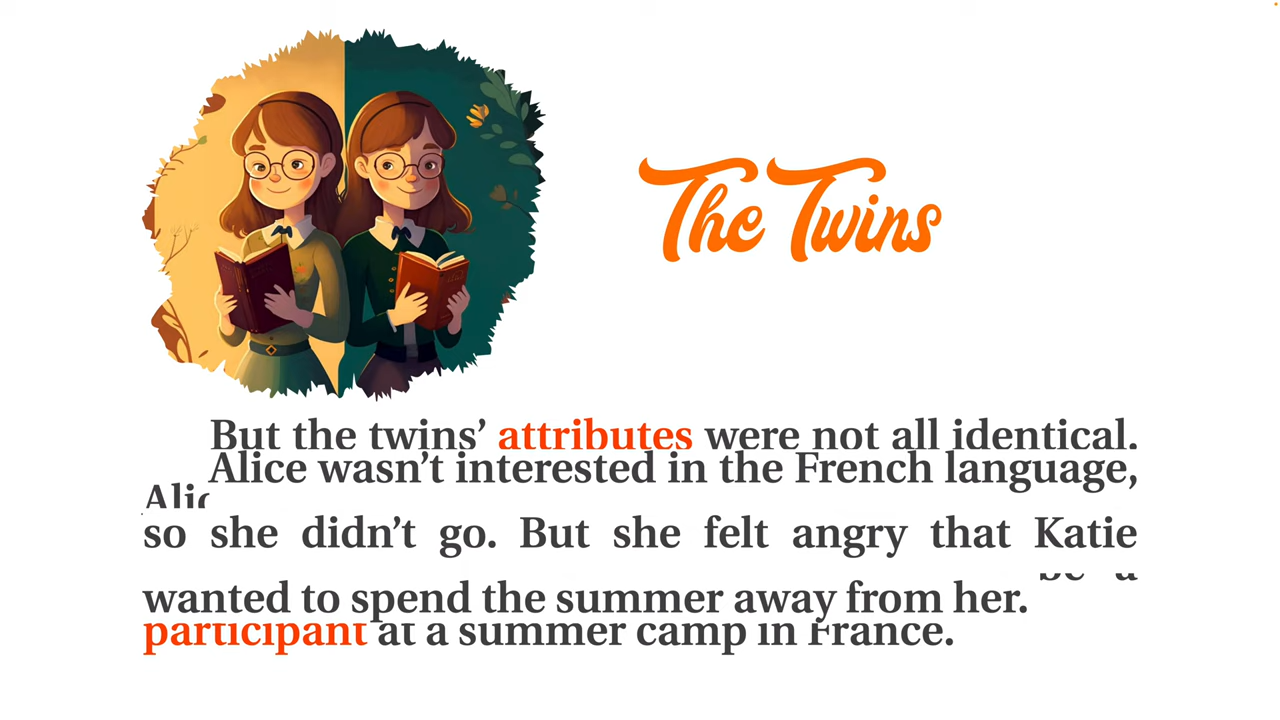 The Twins
But the twins’ attributes were not all identical.
Alice wasn’t interested in the French language,
so she didn’t go. But she felt angry that Katie
be a
wanted to spend the summer away from her.
participant at a summer camp in France.